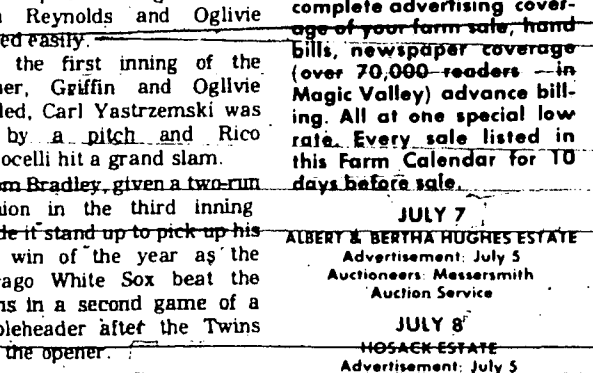 Reynolds and Oglivie
ed easily.
the first inning of the
er, Griffin and Oglivie
led, Carl Yastrzemski was
by a pitch and Rico
ocelli hit a grand slam.
m Bradley, given a two-run
ion in the third inning
de it stand up to pick up his
win of the year as the
ago White Sox beat the
ns in a second game of a
bleheader after the Twins
the opener.
complete advertising cover-
age of your farm sale, hand
bills, newspaper coverage
(over 70,000 readers — in
Magic Valley) advance bill-
ing. All at one special low
rate. Every sale listed in
this Farm Calendar for 10
days before sale.
JULY 7
ALBERT & BERTHA HUGHES ESTATE
Advertisement: July 5
Auctioneers: Messersmith
Auction Service
JULY 8
HOSACK ESTATE
Advertisement: July 5